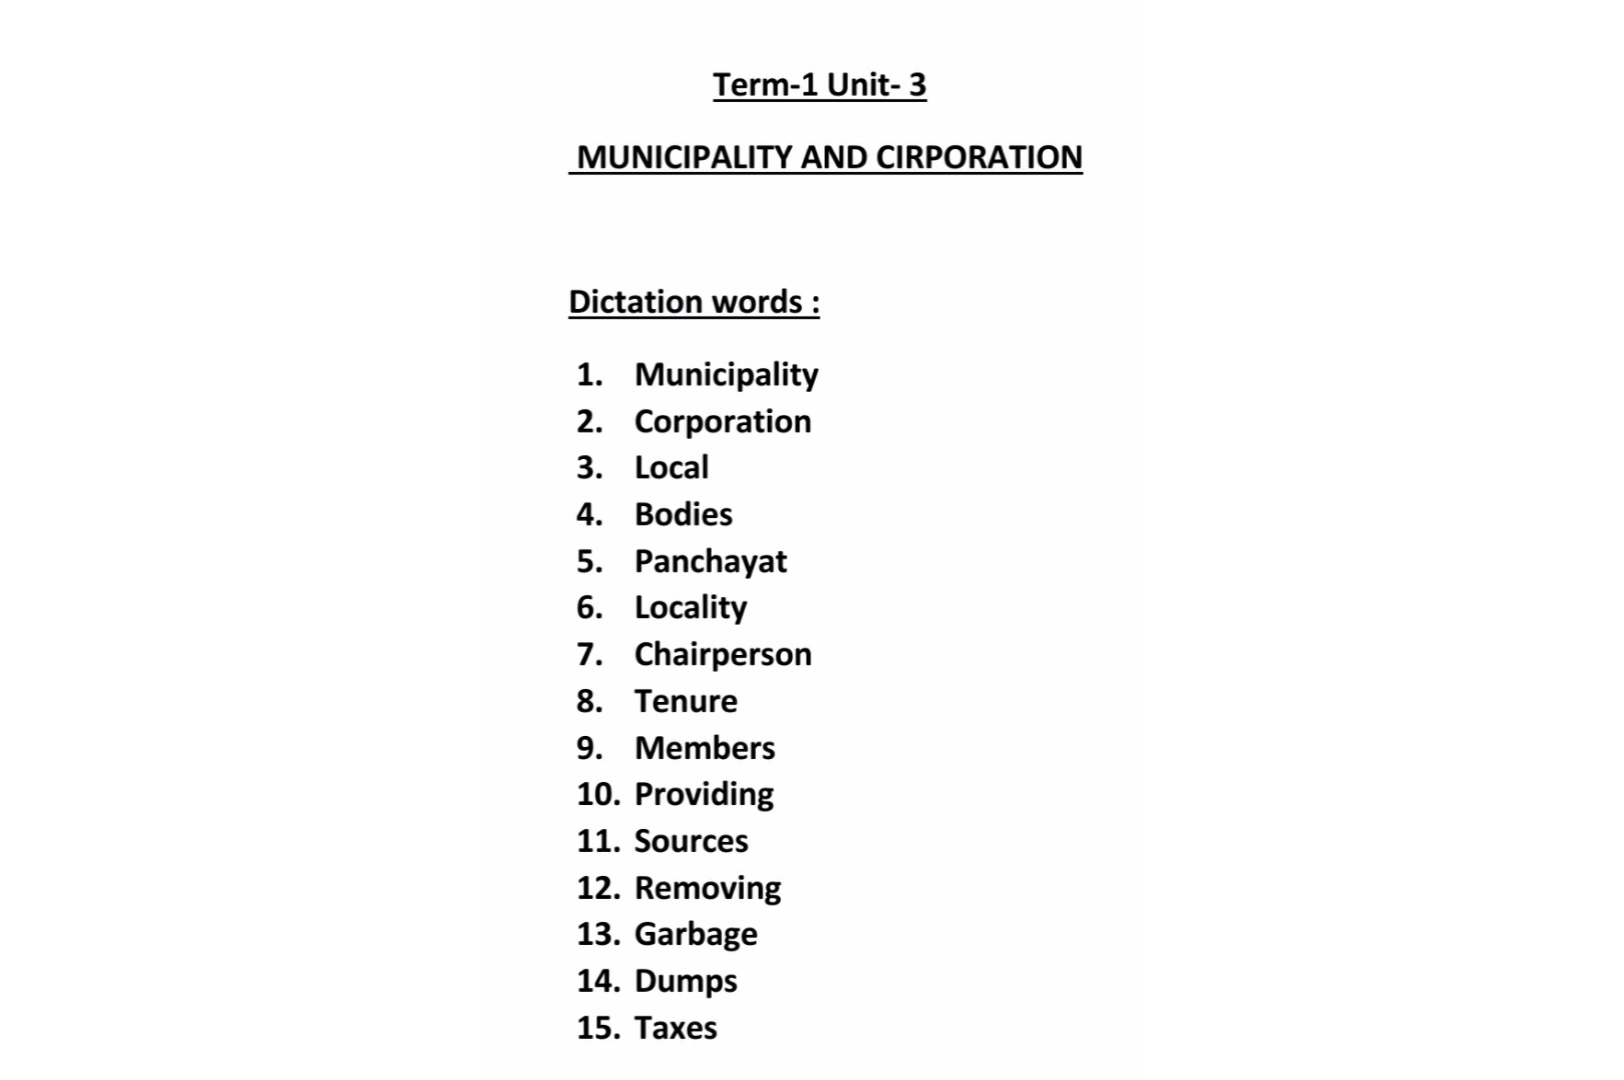 Term-1 Unit- 3
MUNICIPALITY AND CIRPORATION
Dictation words :
1. Municipality
2. Corporation
3. Local
4. Bodies
5. Panchayat
6. Locality
7. Chairperson
8. Tenure
9. Members
10. Providing
11. Sources
12. Removing
13. Garbage
14. Dumps
15. Taxes